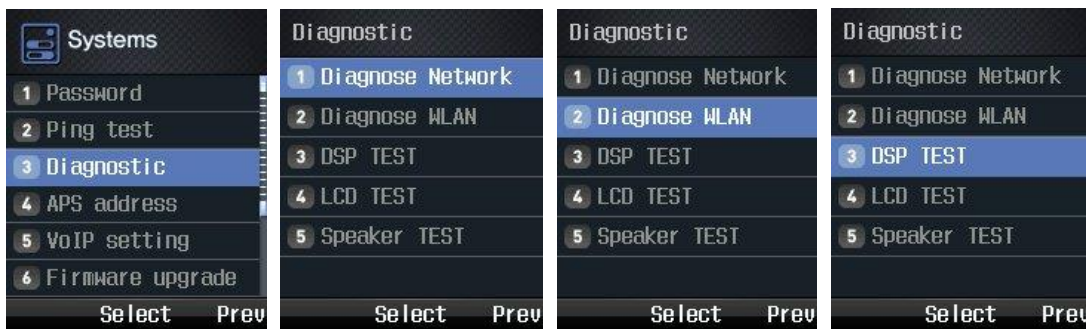 Systems
1 Password
2 Ping test
3 Diagnostic
4 APS address
5 VoIP setting
6 Firmware upgrade
Select Prev
Diagnostic
1 Diagnose Network
2 Diagnose WLAN
3 DSP TEST
4 LCD TEST
5 Speaker TEST
Select Prev
Diagnostic
1 Diagnose Network
2 Diagnose WLAN
3 DSP TEST
4 LCD TEST
5 Speaker TEST
Select Prev
Diagnostic
1 Diagnose Network
2 Diagnose WLAN
3 DSP TEST
4 LCD TEST
5 Speaker TEST
Select Prev